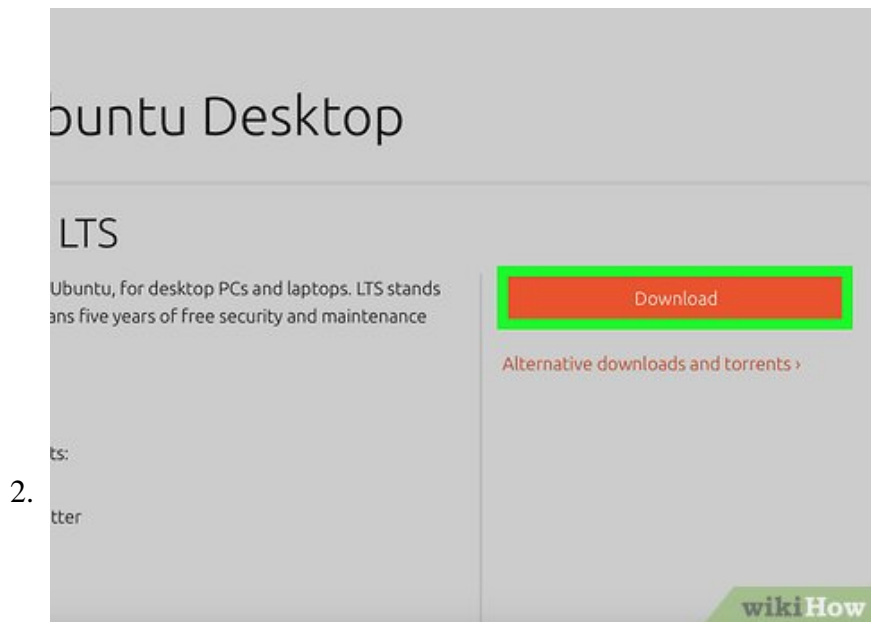 buntu Desktop
LTS
Ubuntu, for desktop PCs and laptops. LTS stands
ans five years of free security and maintenance
Download
Alternative downloads and torrents ›
ts:
2.
tter
wikiHow